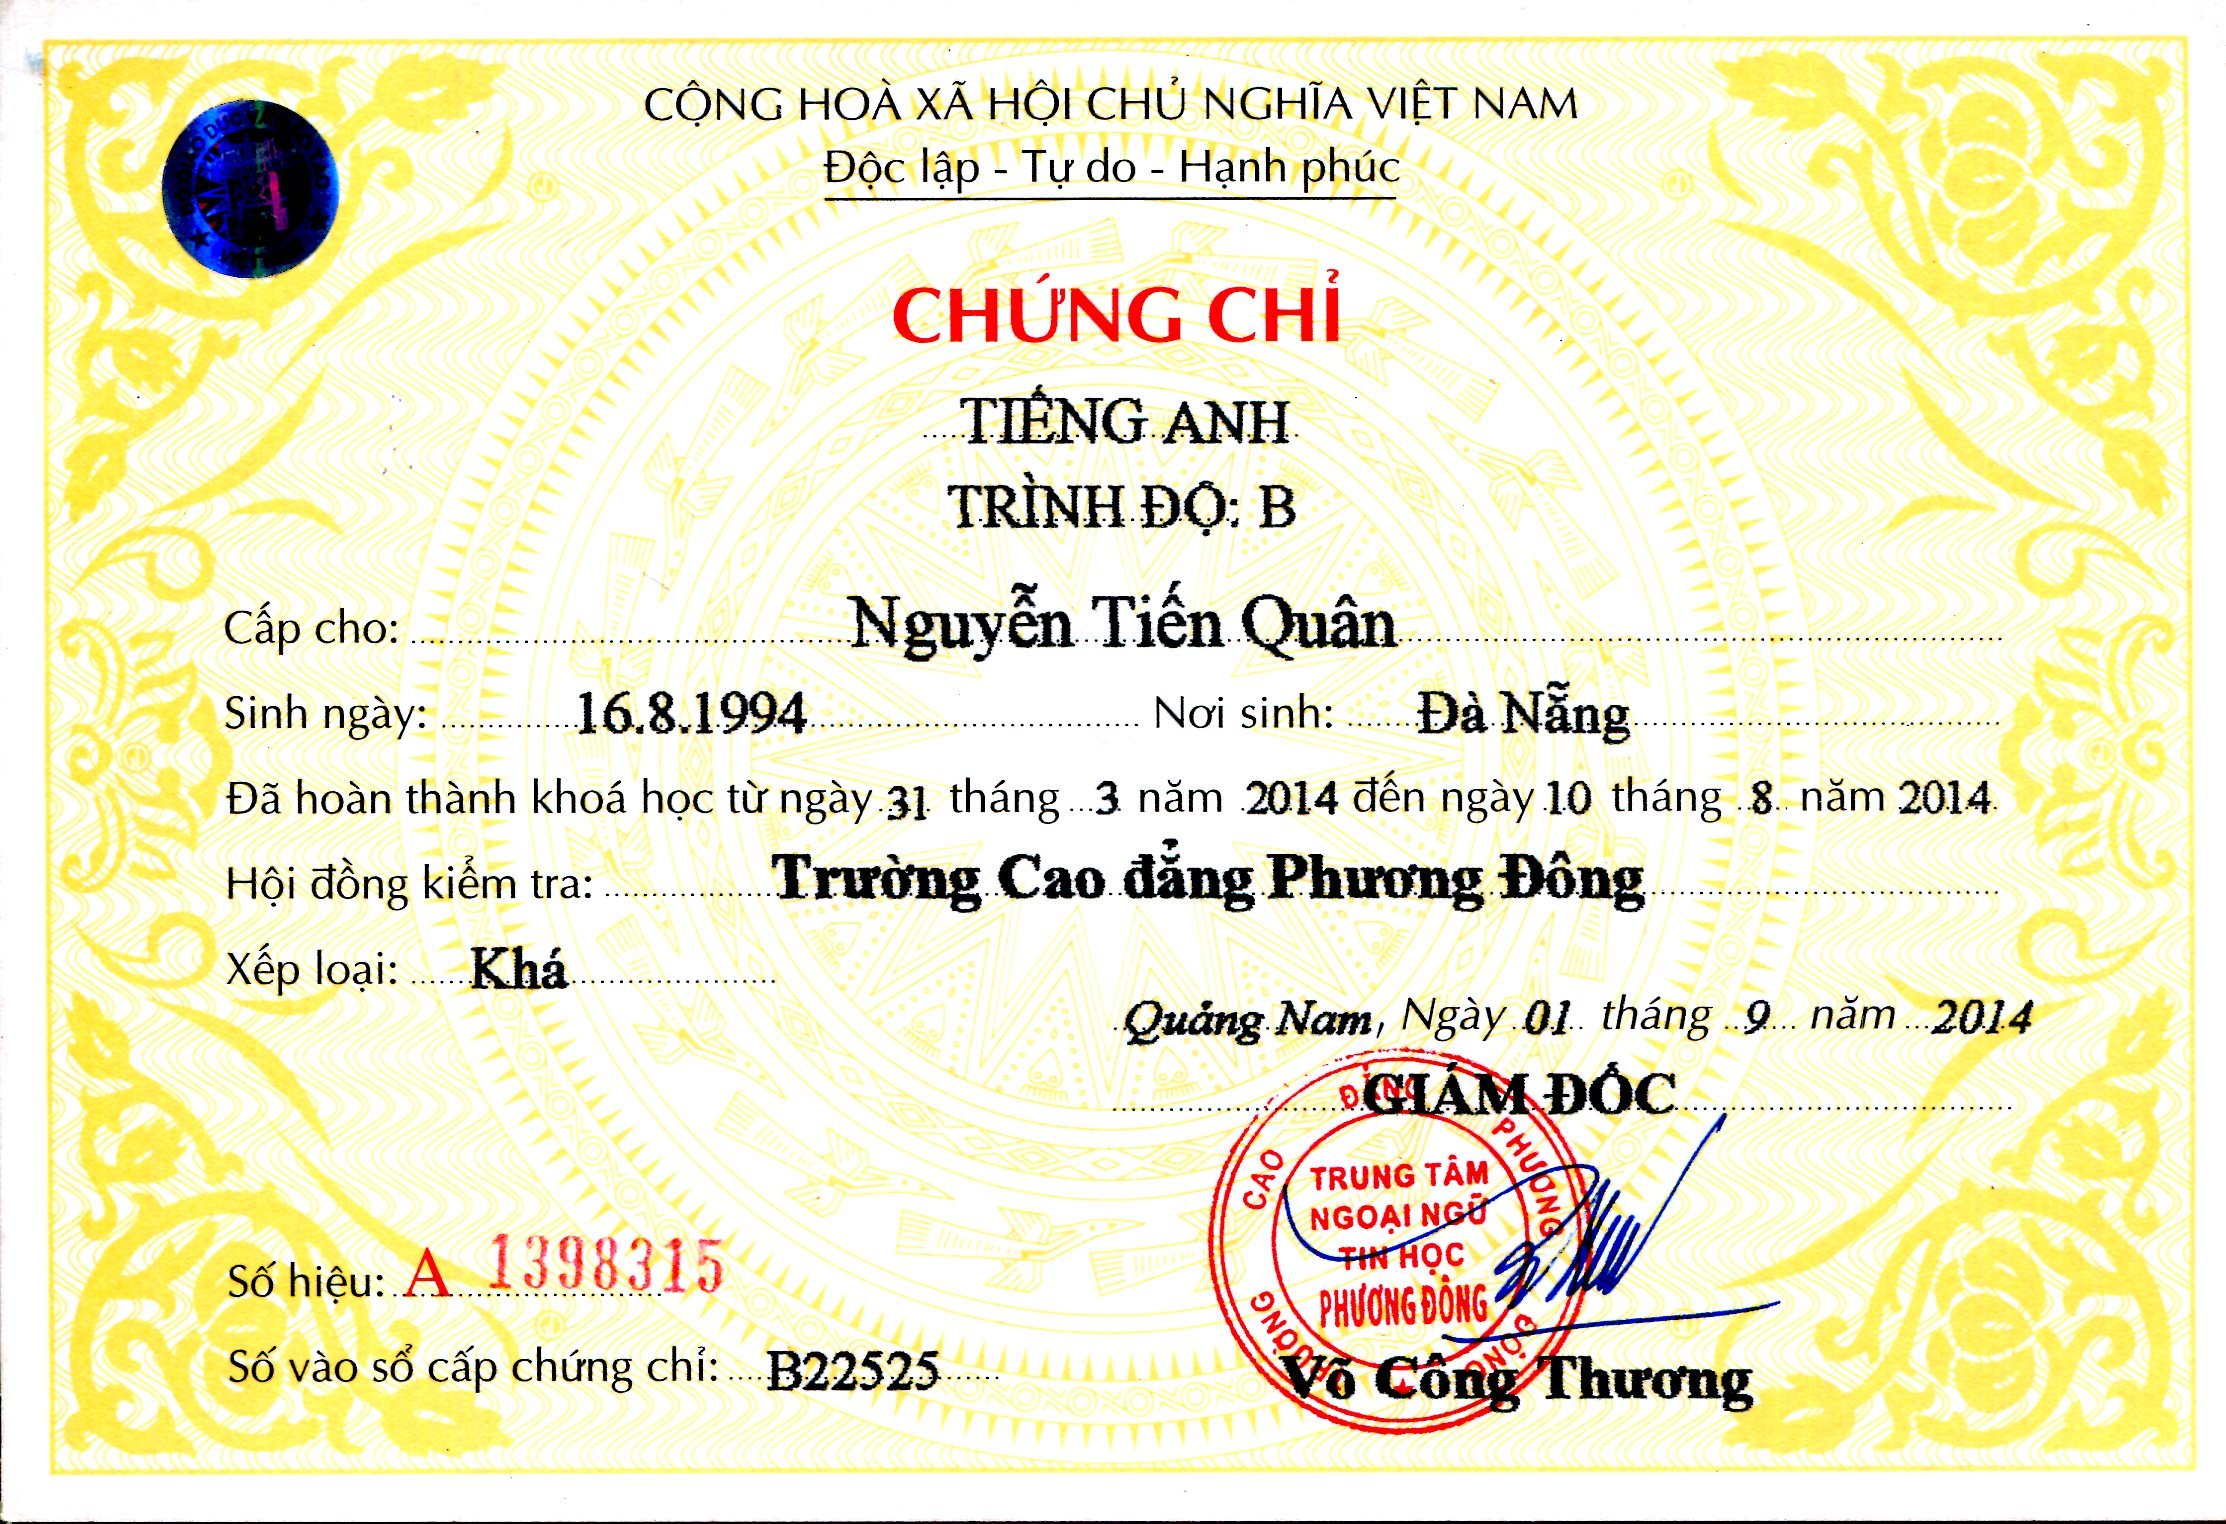 CỘNG HOÀ XÃ HỘI CHỦ NGHĨA VIỆT NAM
Độc lập - Tự do - Hạnh phúc
CHỨNG CHỈ
TIẾNG ANH
TRÌNH ĐỘ: B
Cấp cho: Nguyễn Tiến Quân
Sinh ngày: 16.8.1994 Nơi sinh: Đà Nẵng
Đã hoàn thành khoá học từ ngày 31 tháng 3 năm 2014 đến ngày 10 tháng 8 năm 2014
Hội đồng kiểm tra: Trường Cao đẳng Phương Đông
Xếp loại: Khá
Quảng Nam, Ngày 01 tháng 9 năm 2014
GIÁM ĐỐC
TRƯỜNG CAO ĐẲNG PHƯƠNG ĐÔNG
TRUNG TÂM
NGOẠI NGỮ
TIN HỌC
PHƯƠNG ĐÔNG
Võ Công Thương
Số hiệu: A 1398315
Số vào sổ cấp chứng chỉ: B22525